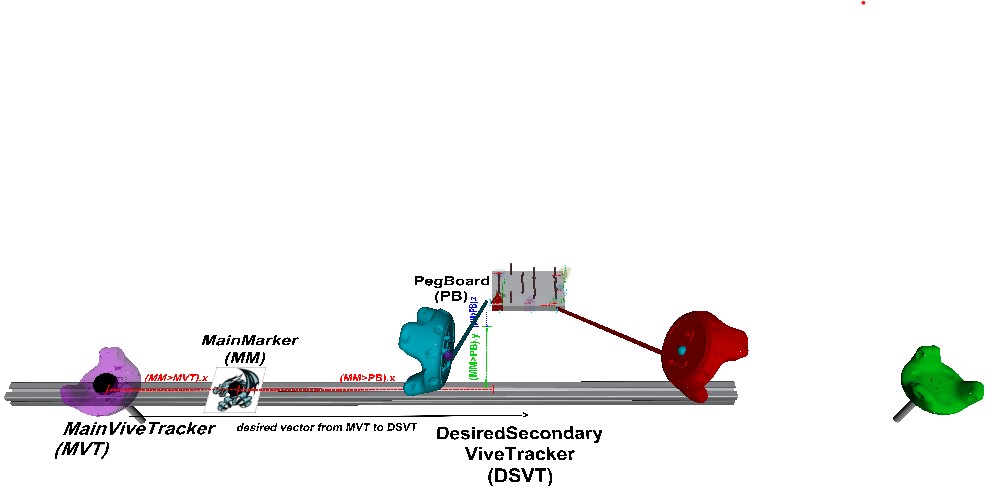 PegBoard
(PB)
MainMarker
(MM)
(MM>MVT).x
(MM>PB).x
(MM>PB).y
MainViveTracker
(MVT)
desired vector from MVT to DSVT
DesiredSecondary
ViveTracker
(DSVT)